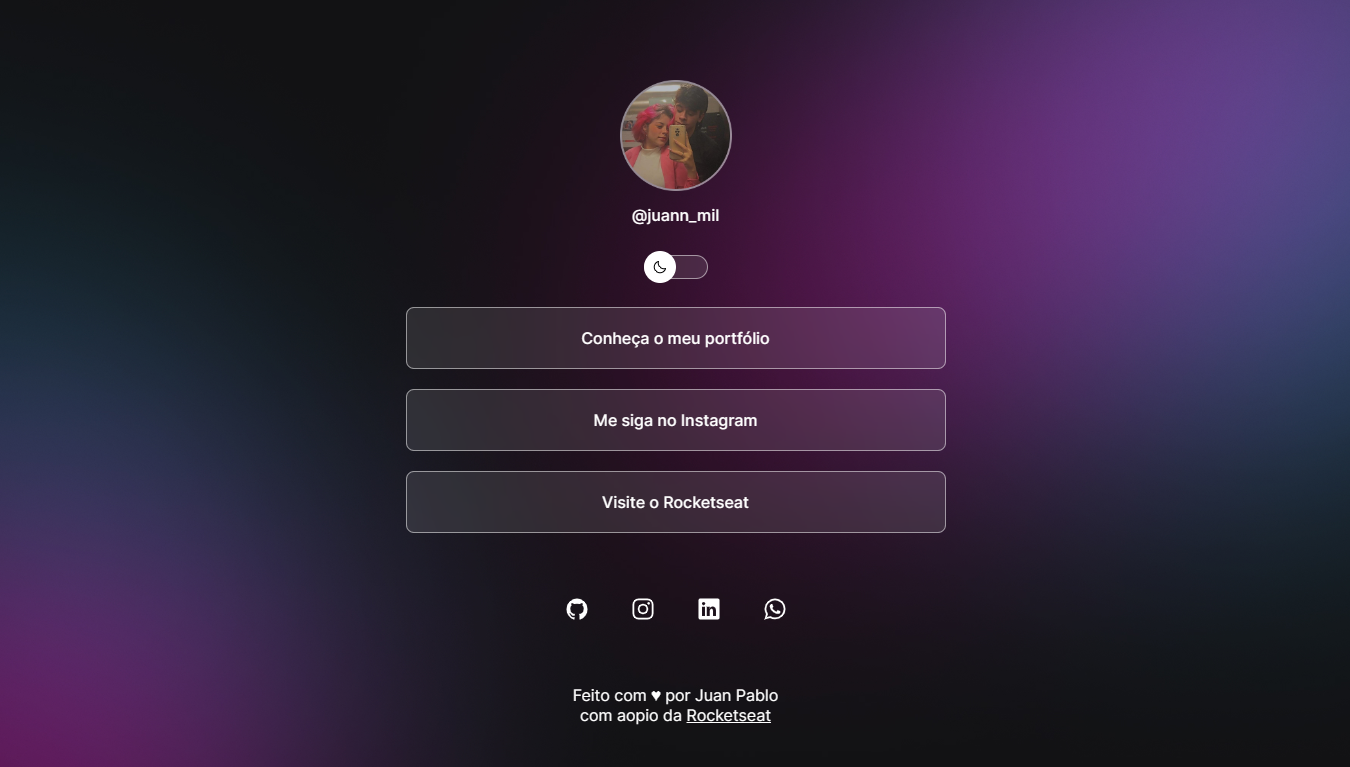 @juann_mil
Conheça o meu portfólio
Me siga no Instagram
Visite o Rocketseat
Feito com ♥ por Juan Pablo
com aopio da Rocketseat